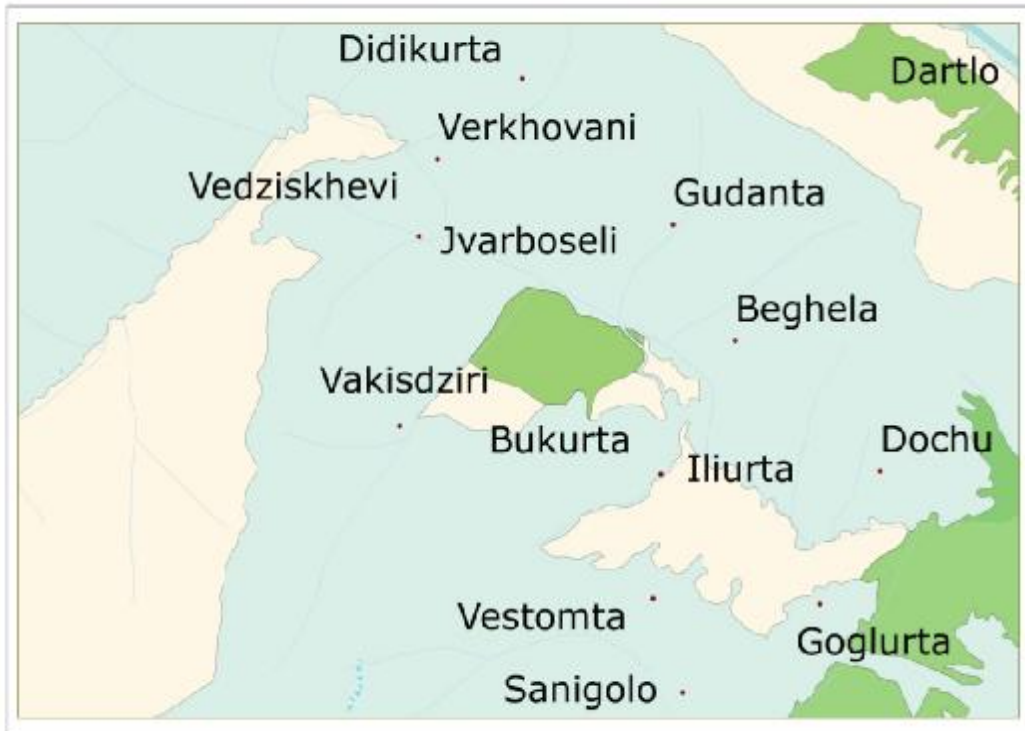 Didikurta
Dartlo
Verkhovani
Vedziskhevi
Gudanta
Jvarboseli
Beghela
Vakisdziri
Bukurta
Dochu
Iliurta
Vestomta
Goglurta
Sanigolo